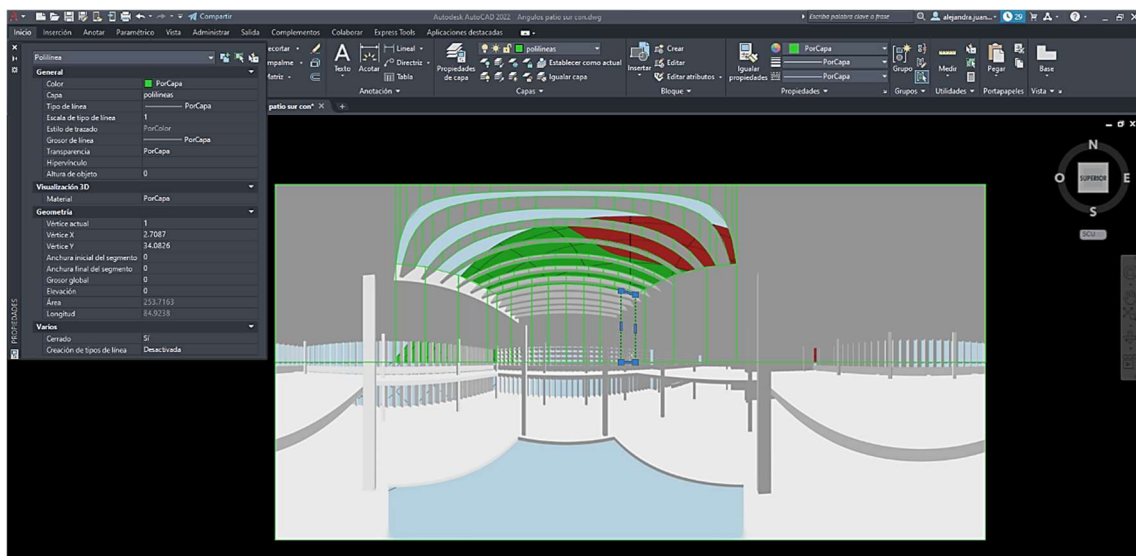 Compartir
Autodesk AutoCAD 2022 Angulos patio sur con.dwg
Escriba palabra clave o frase
alejandra.juan...
29
Inicio Inserción Anotar Paramétrico Vista Administrar Salida Complementos Colaborar Express Tools Aplicaciones destacadas
Polilínea
General
Color PorCapa
Capa polilineas
Tipo de línea PorCapa
Escala de tipo de línea 1
Estilo de trazado PorColor
Grosor de línea PorCapa
Transparencia PorCapa
Hipervínculo
Altura de objeto 0
Visualización 3D
Material PorCapa
Geometría
Vértice actual 1
Vértice X 2.7087
Vértice Y 34.0826
Anchura inicial del segmento 0
Anchura final del segmento 0
Grosor global 0
Elevación 0
Área 253.7163
Longitud 84.9238
Varios
Cerrado Sí
Creación de tipos de línea Desactivada
PROPIEDADES
ecortar
mpalme
Matriz
Texto
Acotar
Lineal
Directriz
Tabla
Anotación
Propiedades de capa
polilineas
Establecer como actual
Igualar capa
Capas
Insertar
Crear
Editar
Editar atributos
Bloque
Igualar propiedades
PorCapa
PorCapa
PorCapa
Propiedades
Grupo
Grupos
Medir
Utilidades
Pegar
Portapapeles
Base
Vista
patio sur con*
N
O SUPERIOR E
S
SCU